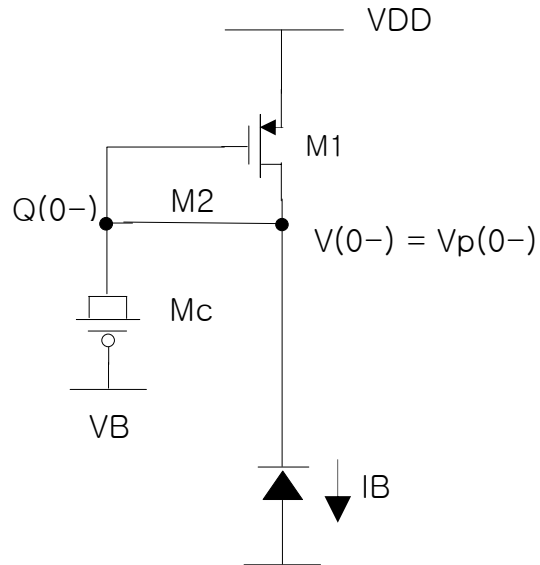 VDD
M1
Q(0-)
M2
V(0-) = Vp(0-)
Mc
VB
IB